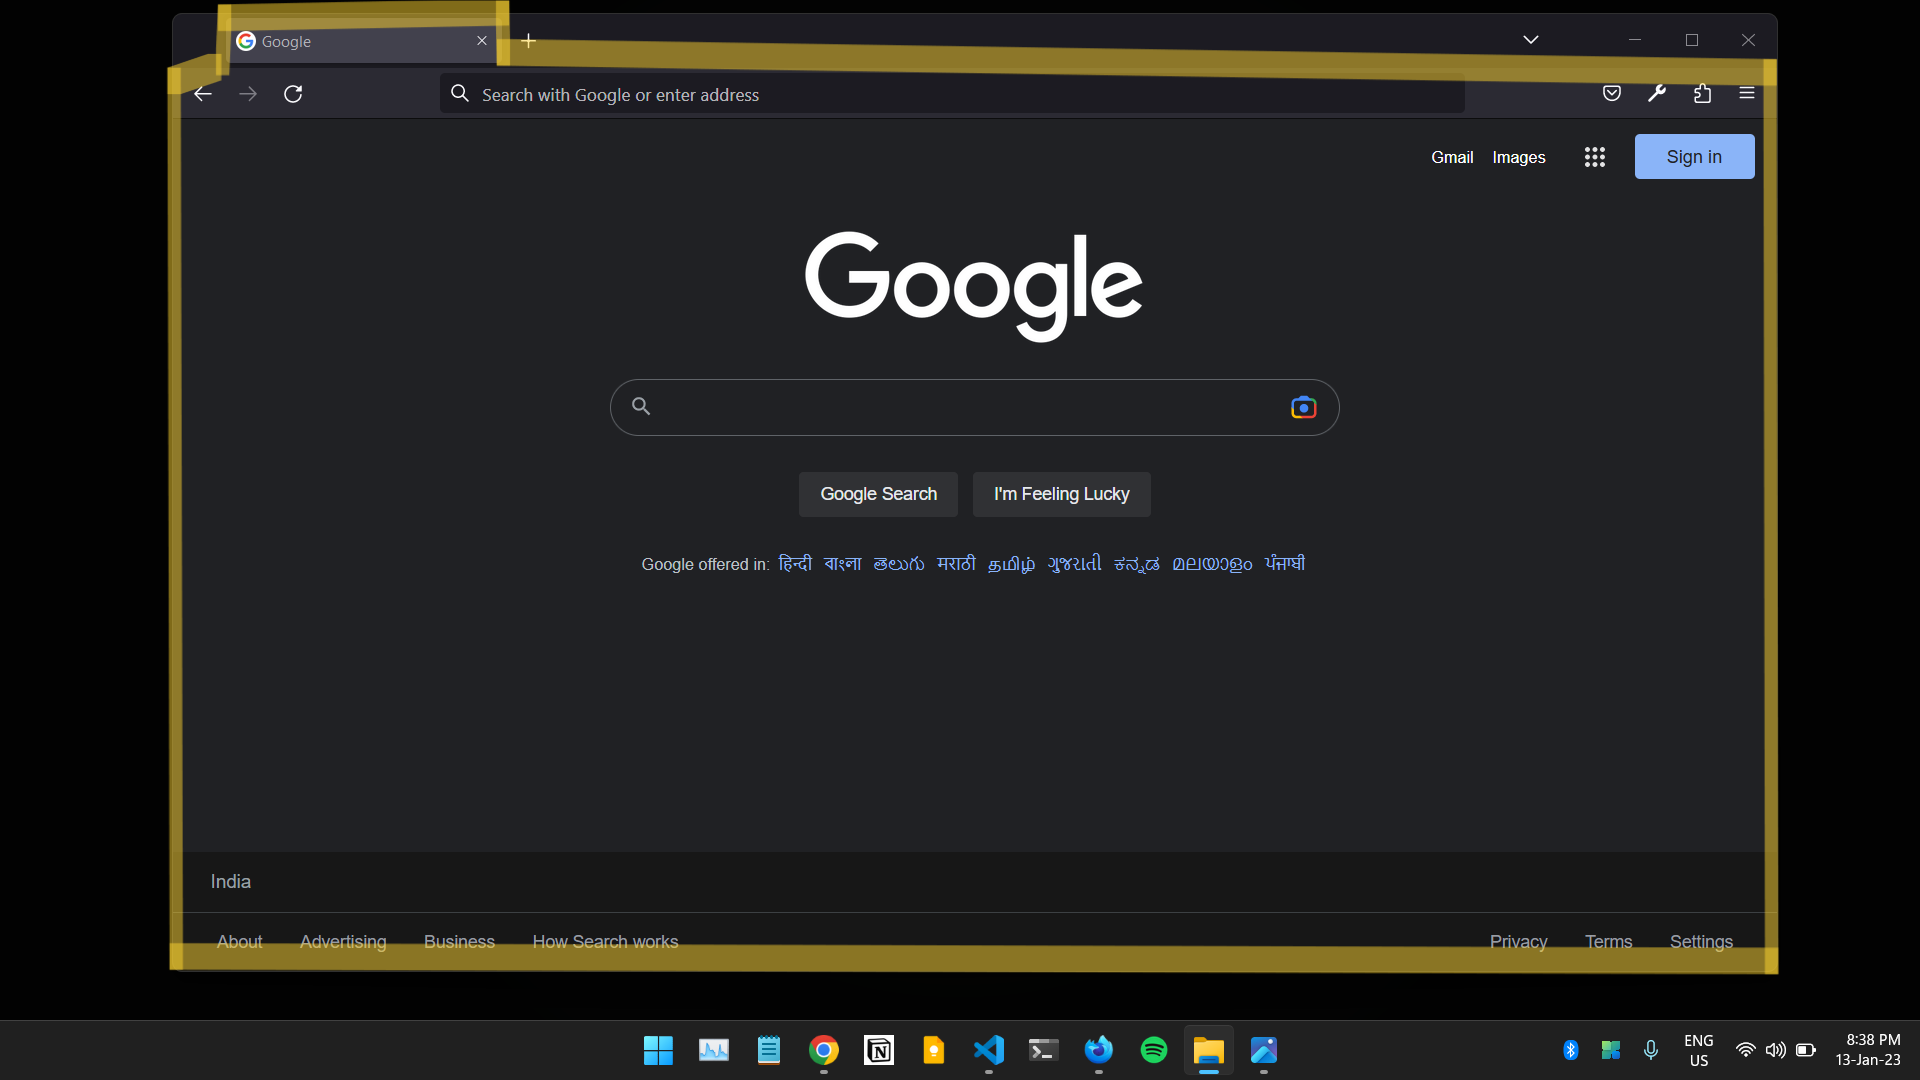 Google
Search with Google or enter address
Gmail Images Sign in
Google
Google Search I'm Feeling Lucky
Google offered in: हिन्दी বাংলা తెలుగు मराठी தமிழ் ગુજરાતી ಕನ್ನಡ മലയാളം ਪੰਜਾਬੀ
India
About Advertising Business How Search works Privacy Terms Settings
ENG 8:38 PM
US 13-Jan-23